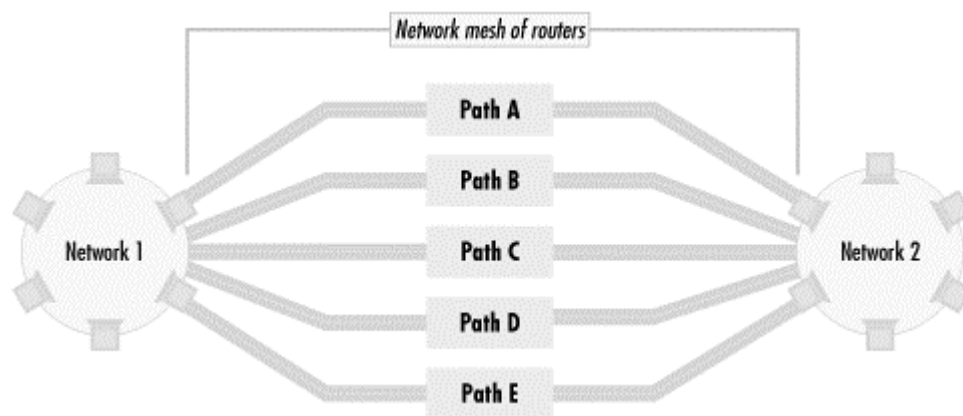 Network mesh of routers
Path A
Path B
Network 1
Path C
Network 2
Path D
Path E